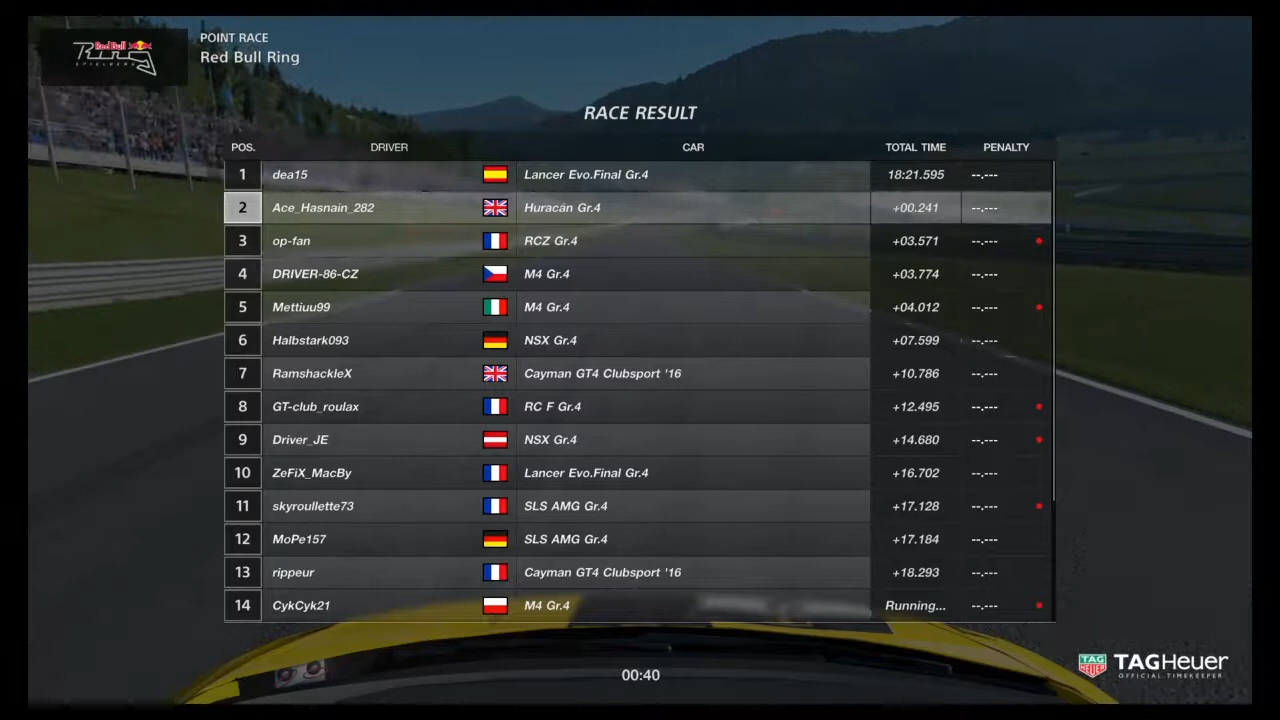 Red Bull
Ring
SPIELBERG
POINT RACE
Red Bull Ring
RACE RESULT
POS. DRIVER CAR TOTAL TIME PENALTY
1 dea15 Lancer Evo.Final Gr.4 18:21.595 --.---
2 Ace_Hasnain_282 Huracán Gr.4 +00.241 --.---
3 op-fan RCZ Gr.4 +03.571 --.---
4 DRIVER-86-CZ M4 Gr.4 +03.774 --.---
5 Mettiuu99 M4 Gr.4 +04.012 --.---
6 Halbstark093 NSX Gr.4 +07.599 --.---
7 RamshackleX Cayman GT4 Clubsport '16 +10.786 --.---
8 GT-club_roulax RC F Gr.4 +12.495 --.---
9 Driver_JE NSX Gr.4 +14.680 --.---
10 ZeFiX_MacBy Lancer Evo.Final Gr.4 +16.702 --.---
11 skyroullette73 SLS AMG Gr.4 +17.128 --.---
12 MoPe157 SLS AMG Gr.4 +17.184 --.---
13 rippeur Cayman GT4 Clubsport '16 +18.293 --.---
14 CykCyk21 M4 Gr.4 Running... --.---
00:40
TAG HEUER
TAGHeuer
OFFICIAL TIMEKEEPER